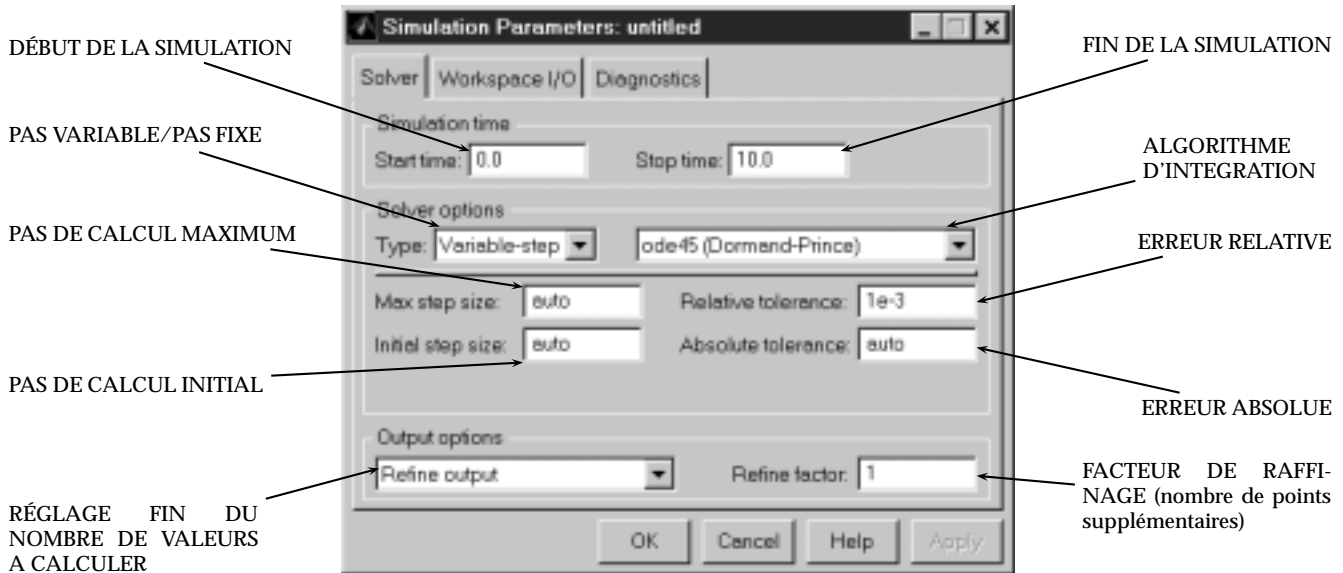 Simulation Parameters: untitled
DÉBUT DE LA SIMULATION
FIN DE LA SIMULATION
Solver Workspace I/O Diagnostics
Simulation time
PAS VARIABLE/PAS FIXE
Start time: 0.0 Stop time: 10.0
ALGORITHME
D'INTEGRATION
Solver options
PAS DE CALCUL MAXIMUM
Type: Variable-step ode45 (Dormand-Prince)
ERREUR RELATIVE
Max step size: auto Relative tolerance: 1e-3
Initial step size: auto Absolute tolerance: auto
PAS DE CALCUL INITIAL
ERREUR ABSOLUE
Output options
Refine output Refine factor: 1
FACTEUR DE RAFFI-
NAGE (nombre de points
supplémentaires)
RÉGLAGE FIN DU
NOMBRE DE VALEURS
A CALCULER
OK Cancel Help Apply